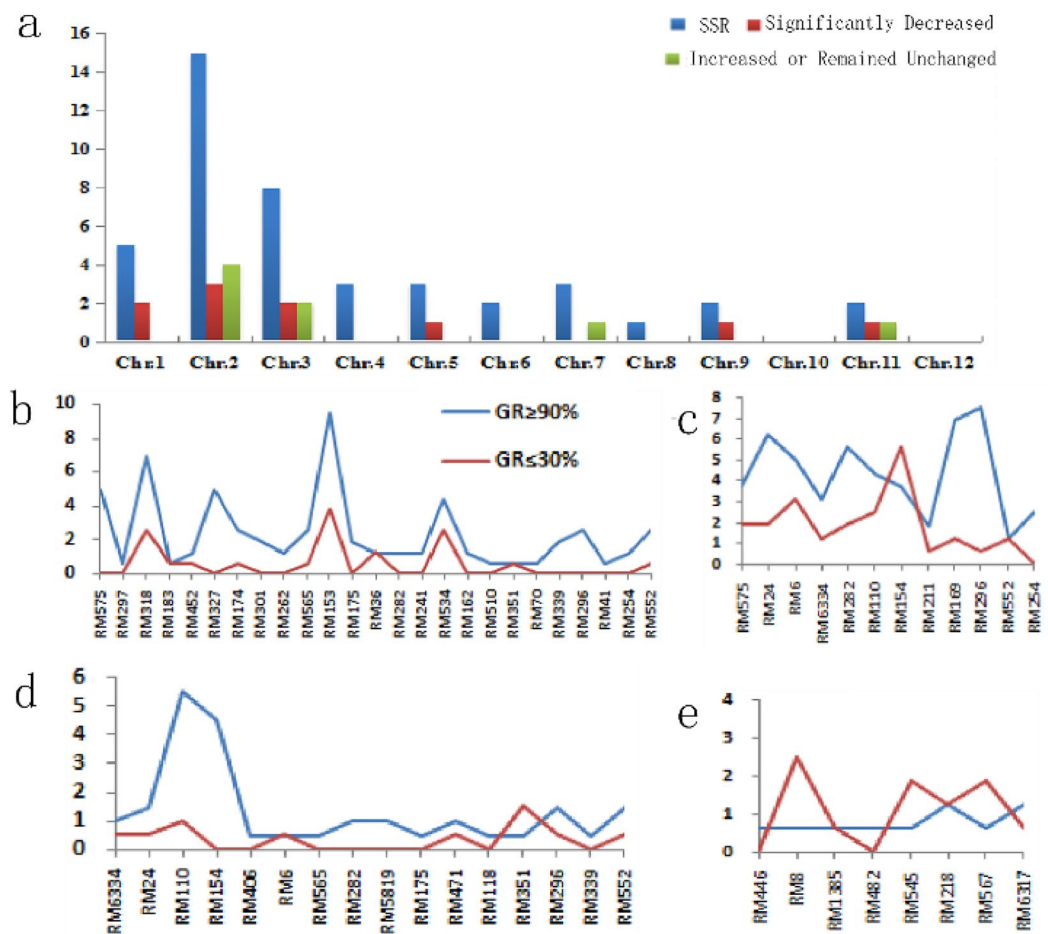 a
SSR Significantly Decreased
Increased or Remained Unchanged
16
14
12
10
8
6
4
2
0
Chr.1 Chr.2 Chr.3 Chr.4 Chr.5 Chr.6 Chr.7 Chr.8 Chr.9 Chr.10 Chr.11 Chr.12
b
GR≥90%
GR≤30%
10
8
6
4
2
0
RM575 RM297 RM318 RM183 RM452 RM327 RM174 RM301 RM262 RM565 RM153 RM175 RM36 RM282 RM241 RM534 RM162 RM510 RM351 RM70 RM339 RM296 RM41 RM254 RM552
c
8
7
6
5
4
3
2
1
0
RM575 RM24 RM6 RM6334 RM282 RM110 RM154 RM211 RM169 RM296 RM552 RM254
d
6
5
4
3
2
1
0
RM6334 RM24 RM110 RM154 RM406 RM6 RM565 RM282 RM5819 RM175 RM471 RM118 RM351 RM296 RM339 RM552
e
4
3
2
1
0
RM446 RM8 RM1385 RM482 RM545 RM218 RM567 RM6317